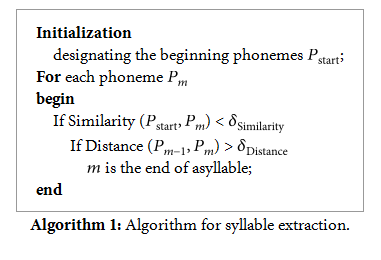 Initialization
designating the beginning phonemes P_start;
For each phoneme P_m
begin
If Similarity (P_start, P_m) < δ_Similarity
If Distance (P_m−1, P_m) > δ_Distance
m is the end of asyllable;
end
Algorithm 1: Algorithm for syllable extraction.